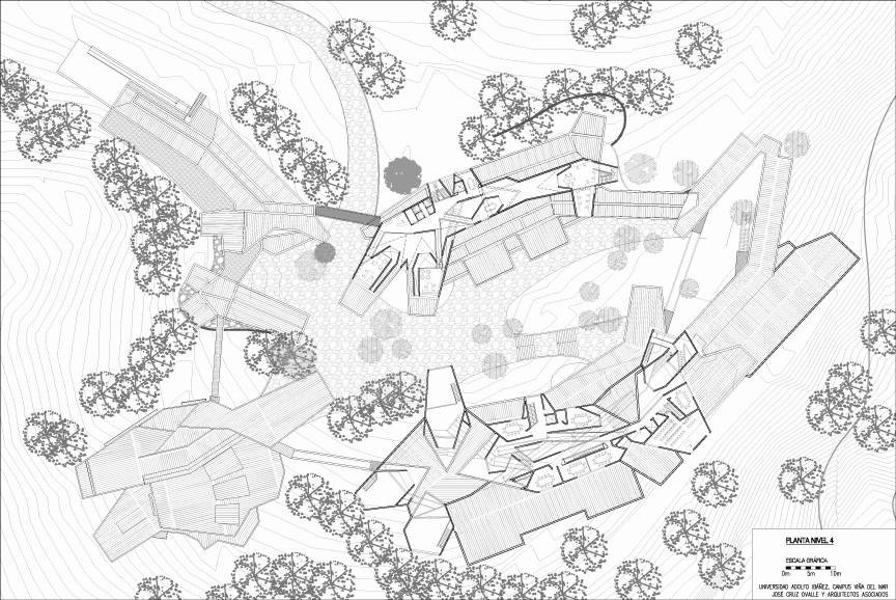 PLANTA NIVEL 4
ESCALA GRÁFICA
0m 5m 10m
UNIVERSIDAD ADOLFO IBÁÑEZ, CAMPUS VIÑA DEL MAR
JOSÉ CRUZ OVALLE Y ARQUITECTOS ASOCIADOS